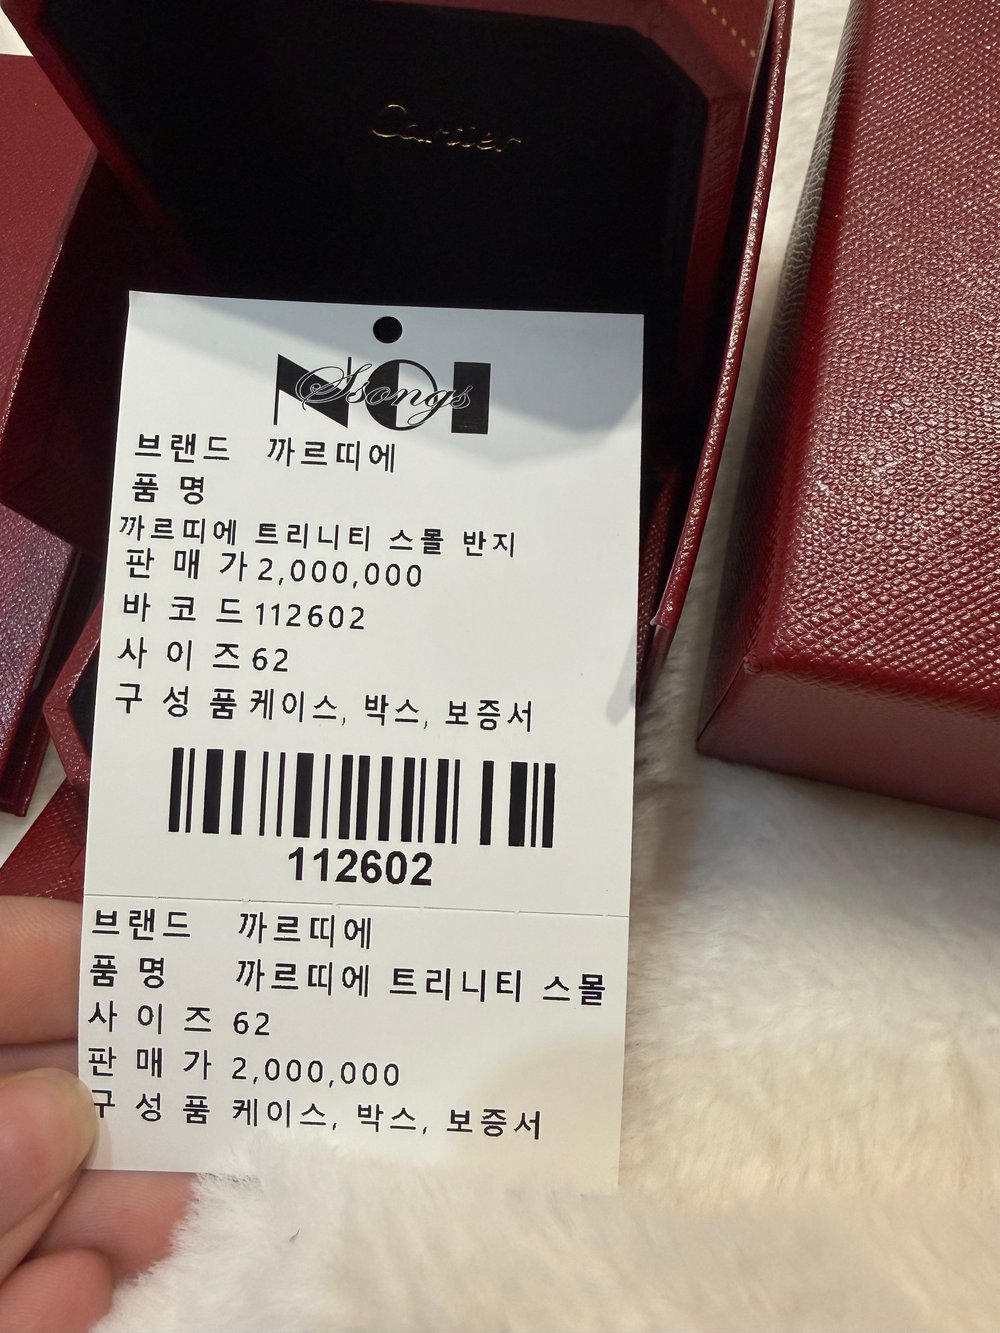 Cartier
NOI
Ssongs
브랜드 까르띠에
품 명
까르띠에 트리니티 스몰 반지
판 매 가 2,000,000
바 코 드 112602
사 이 즈 62
구 성 품 케이스, 박스, 보증서
112602
브랜드 까르띠에
품 명 까르띠에 트리니티 스몰
사 이 즈 62
판 매 가 2,000,000
구 성 품 케이스, 박스, 보증서